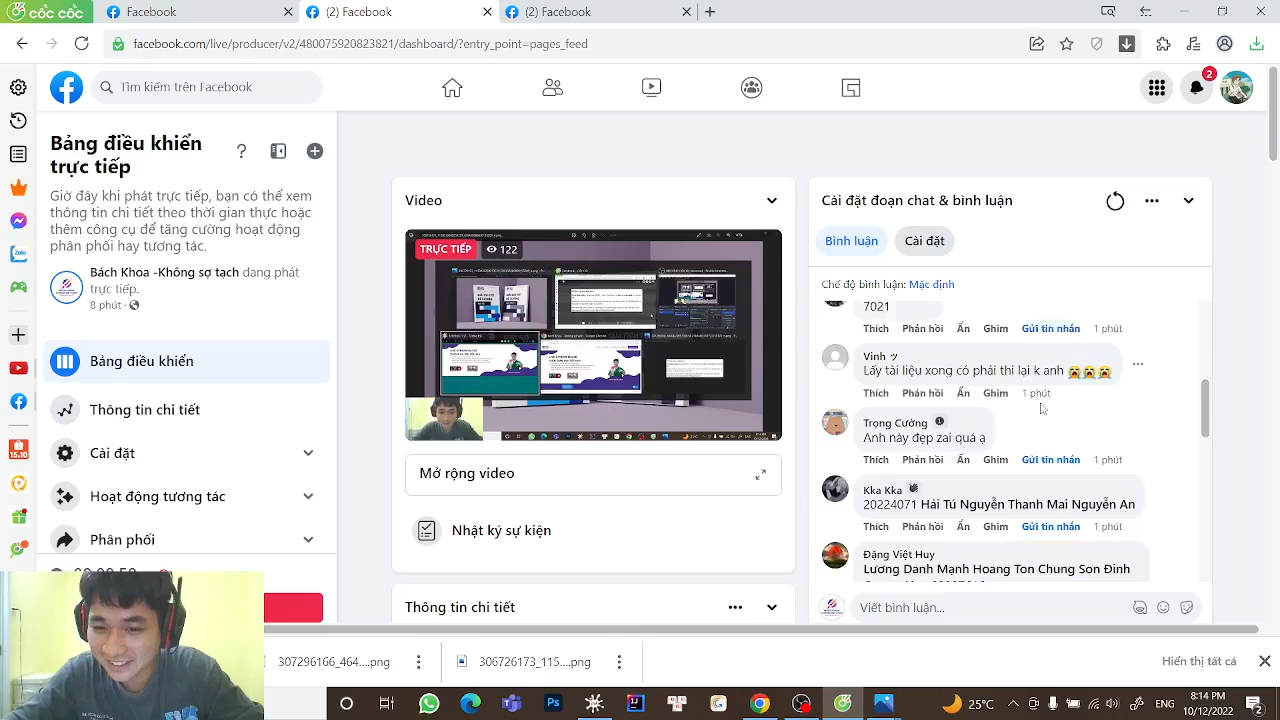 cốc cốc
Facebook
(2) Facebook
(2) Facebook
facebook.com/live/producer/v2/480075920823821/dashboard/?entry_point=pages_feed
Tìm kiếm trên Facebook
2
Bảng điều khiển
trực tiếp
Giờ đây khi phát trực tiếp, bạn có thể xem
thông tin chi tiết theo thời gian thực hoặc
thêm công cụ để tăng cường hoạt động
phân phối hay tương tác.
Bách Khoa -Không sợ tạch đang phát
trực tiếp.
8 phút ·
Zalo
Bảng điều khiển
Thông tin chi tiết
Cài đặt
Hoạt động tương tác
Phân phối
15.10
Video
TRỰC TIẾP
122
Mở rộng video
Nhật ký sự kiện
Thông tin chi tiết
Cài đặt đoạn chat & bình luận
Bình luận
Cài đặt
Chế độ bình luận: Mặc định
Thích Phản hồi Ẩn Ghim Gửi tin nhắn
Lấy tài liệu xong có phải thi lại k anh
Thích Phản hồi Ẩn Ghim 1 phút
Trọng Cường
Anh này đẹp zai quá ạ
Thích Phản hồi Ẩn Ghim Gửi tin nhắn 1 phút
Kka Kka
20224071 Hải Tú Nguyễn Thanh Mai Nguyễn An
Thích Phản hồi Ẩn Ghim Gửi tin nhắn 1 phút
Đặng Việt Huy
Lương Danh Mạnh Hoang Ton Chung Son Đinh
Viết bình luận...
307296166_464....png
306726173_115....png
Hiển thị tất cả
Ps
25°C
8:14 PM
10/12/2022
2